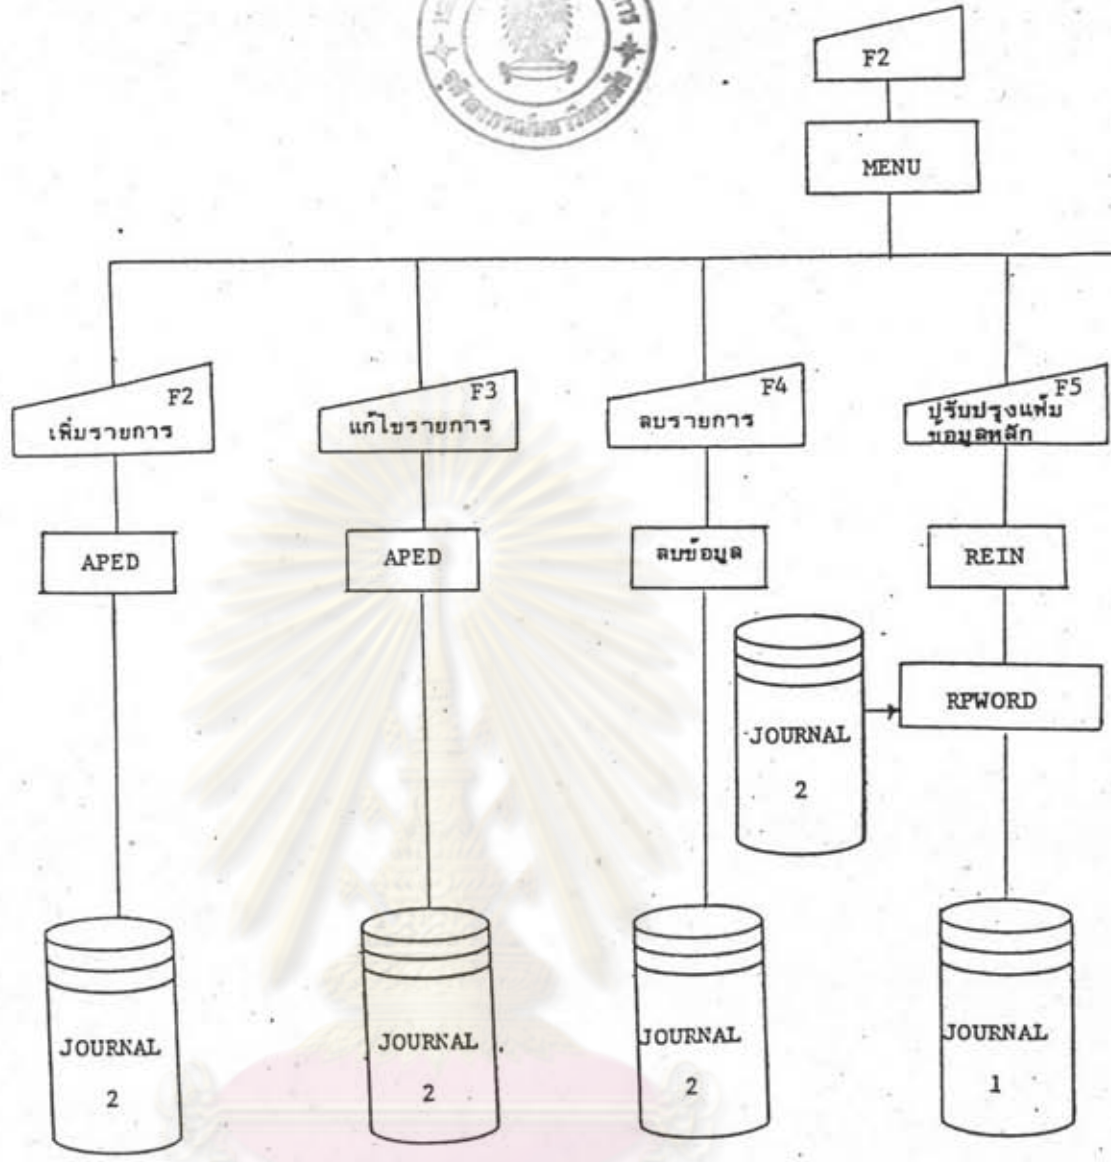 F2
MENU
F2
เพิ่มรายการ
F3
แก้ไขรายการ
F4
ลบรายการ
F5
ปรับปรุงแฟ้ม
ข้อมูลหลัก
APED
APED
ลบข้อมูล
REIN
RPWORD
JOURNAL
2
JOURNAL
2
JOURNAL
2
JOURNAL
2
JOURNAL
1